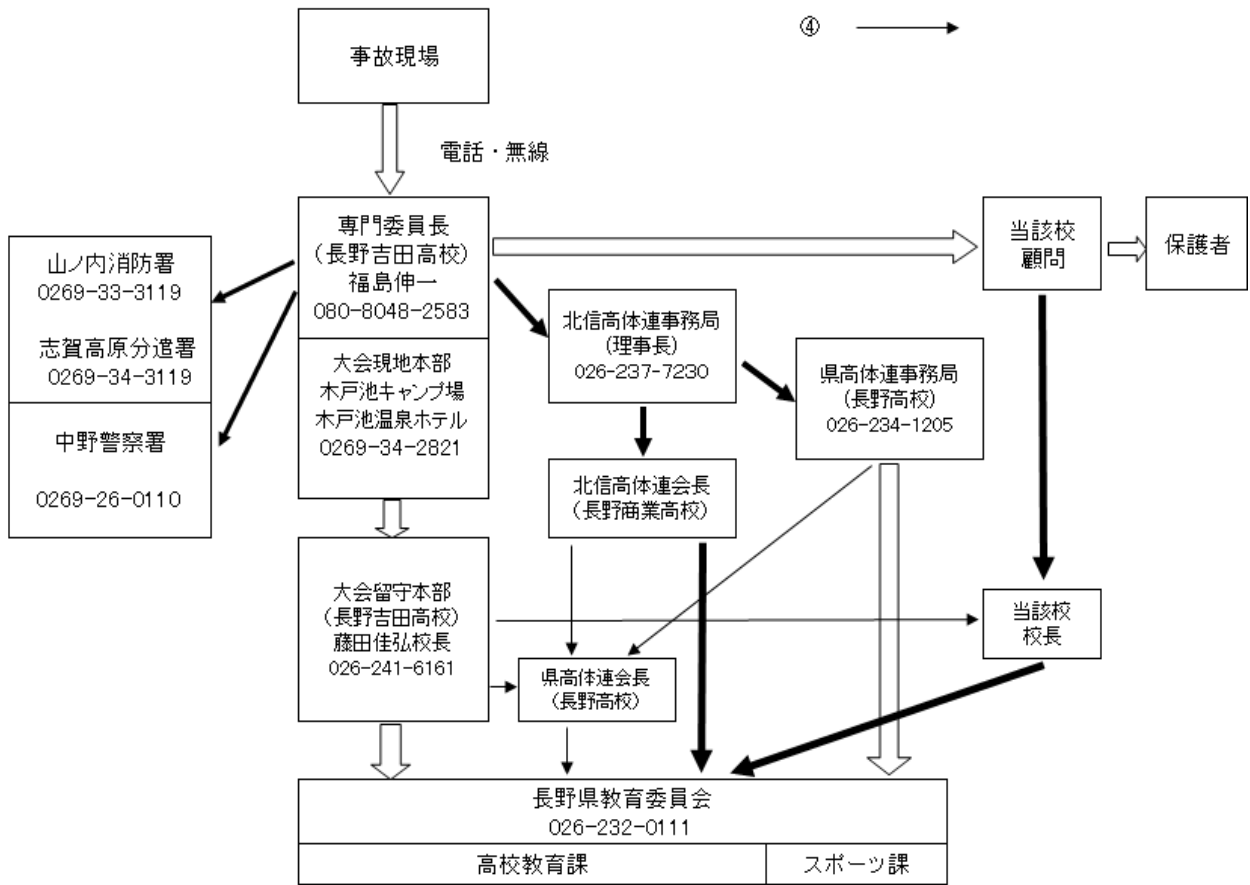 ④
事故現場
電話・無線
専門委員長
(長野吉田高校)
福島伸一
080-8048-2583
当該校
顧問
保護者
山ノ内消防署
0269-33-3119
志賀高原分遣署
0269-34-3119
中野警察署
0269-26-0110
大会現地本部
木戸池キャンプ場
木戸池温泉ホテル
0269-34-2821
北信高体連事務局
(理事長)
026-237-7230
県高体連事務局
(長野高校)
026-234-1205
北信高体連会長
(長野商業高校)
大会留守本部
(長野吉田高校)
藤田佳弘校長
026-241-6161
県高体連会長
(長野高校)
当該校
校長
長野県教育委員会
026-232-0111
高校教育課
スポーツ課